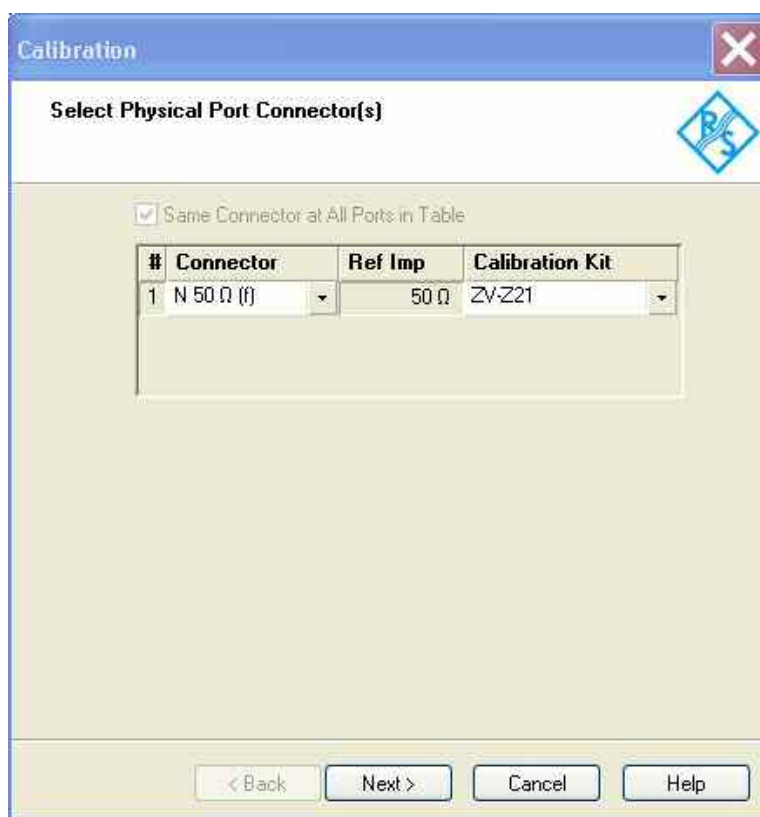 Calibration
Select Physical Port Connector(s)
R S
Same Connector at All Ports in Table
# Connector Ref Imp Calibration Kit
1 N 50 Ω (f) 50 Ω ZV-Z21
< Back Next > Cancel Help